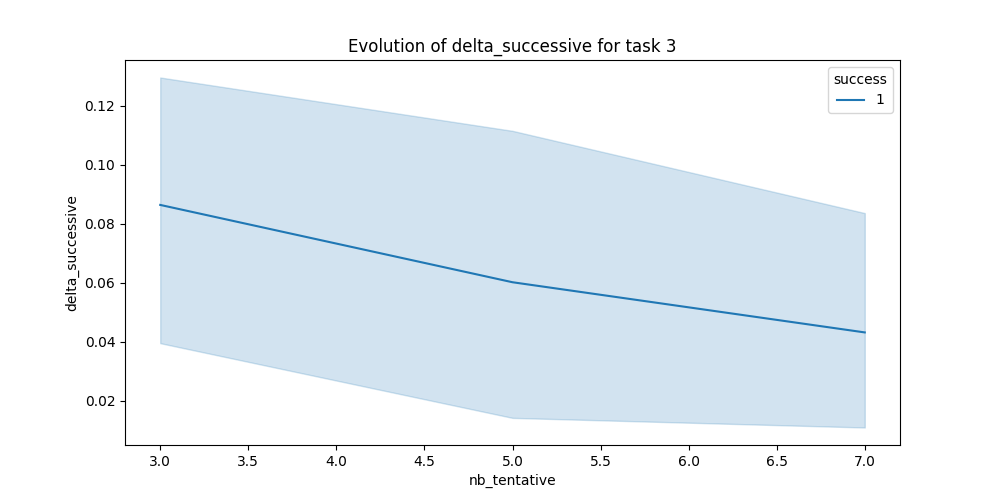 Evolution of delta_successive for task 3
success
1
0.12
0.10
0.08
0.06
0.04
0.02
delta_successive
3.0 3.5 4.0 4.5 5.0 5.5 6.0 6.5 7.0
nb_tentative